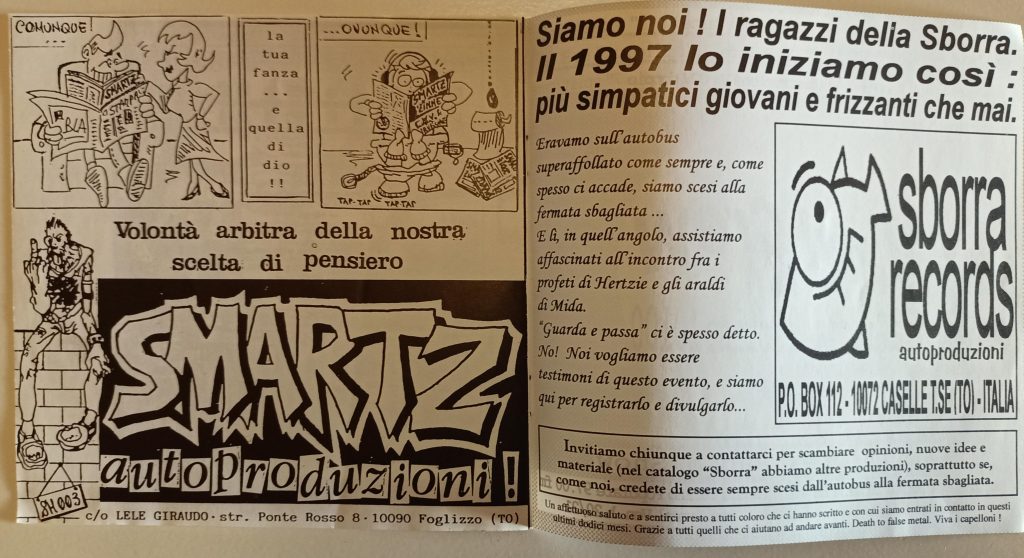 COMUNQUE!
BLA
SMARTZ
la
tua
fanza
...
e
quella
di
dio
!!
...OVUNQUE!
SMARTZ
TAP-TAP TAP-TAP
Volontà arbitra della nostra
scelta di pensiero
SMARTZ
autoproduzioni!
SH 003
c/o LELE GIRAUDO · str. Ponte Rosso 8 · 10090 Foglizzo (TO)
Siamo noi ! I ragazzi della Sborra.
Il 1997 lo iniziamo così :
più simpatici giovani e frizzanti che mai.
Eravamo sull'autobus
superaffollato come sempre e, come
spesso ci accade, siamo scesi alla
fermata sbagliata ...
E lì, in quell'angolo, assistiamo
affascinati all'incontro fra i
profeti di Hertzie e gli araldi
di Mida.
"Guarda e passa" ci è spesso detto.
No! Noi vogliamo essere
testimoni di questo evento, e siamo
qui per registrarlo e divulgarlo...
sborra
records
autoproduzioni
P.O. BOX 112 - 10072 CASELLE T.SE (TO) - ITALIA
Invitiamo chiunque a contattarci per scambiare opinioni, nuove idee e
materiale (nel catalogo "Sborra" abbiamo altre produzioni), soprattutto se,
come noi, credete di essere sempre scesi dall'autobus alla fermata sbagliata.
Un affettuoso saluto e a sentirci presto a tutti coloro che ci hanno scritto e con cui siamo entrati in contatto in questi
ultimi dodici mesi. Grazie a tutti quelli che ci aiutano ad andare avanti. Death to false metal. Viva i capelloni !